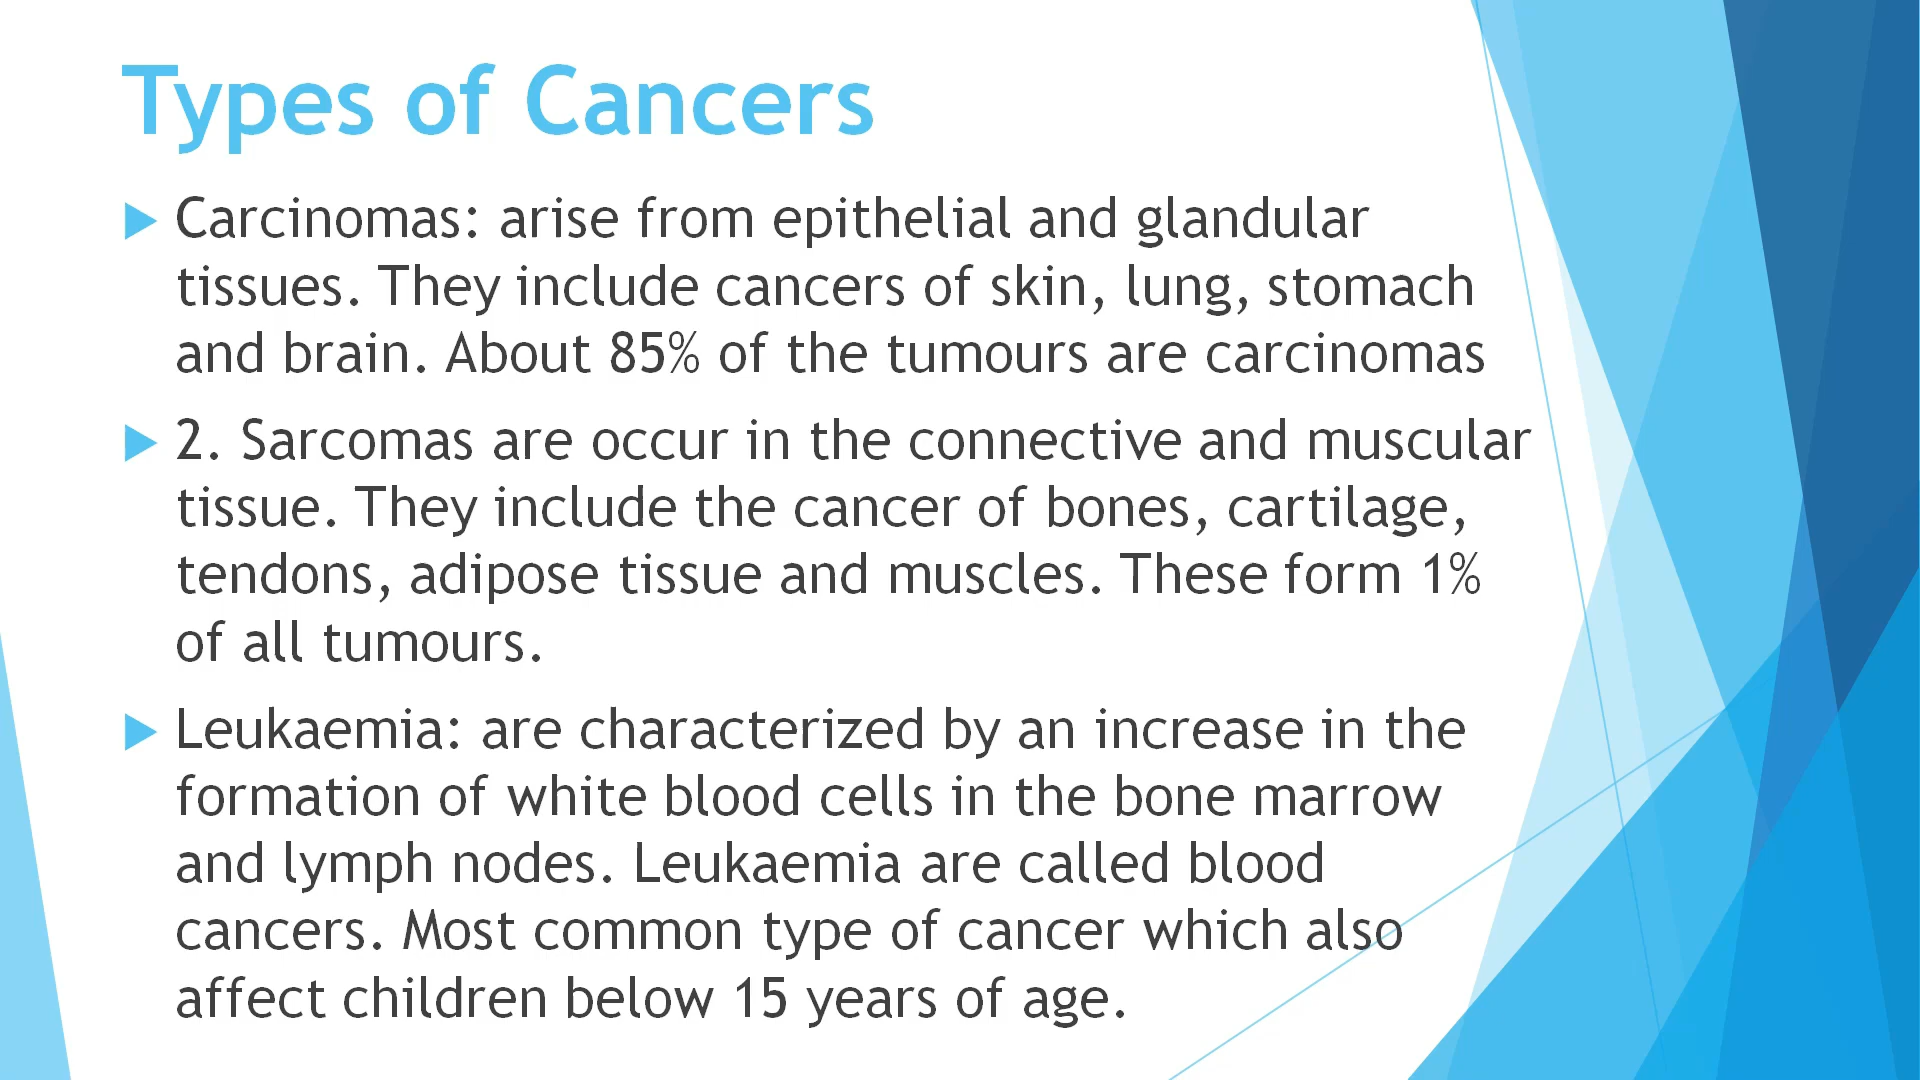 Types of Cancers
Carcinomas: arise from epithelial and glandular
tissues. They include cancers of skin, lung, stomach
and brain. About 85% of the tumours are carcinomas
2. Sarcomas are occur in the connective and muscular
tissue. They include the cancer of bones, cartilage,
tendons, adipose tissue and muscles. These form 1%
of all tumours.
Leukaemia: are characterized by an increase in the
formation of white blood cells in the bone marrow
and lymph nodes. Leukaemia are called blood
cancers. Most common type of cancer which also
affect children below 15 years of age.